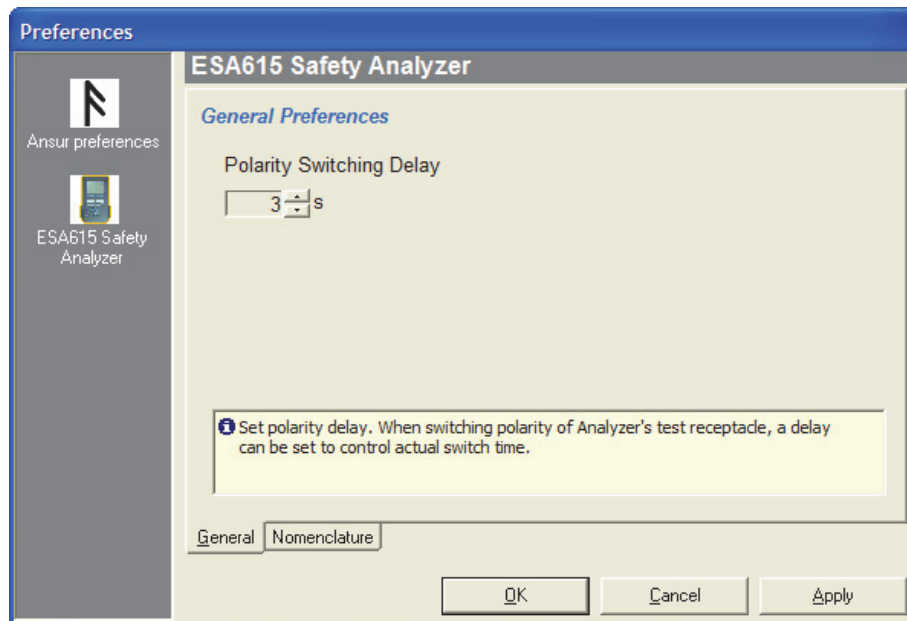 Preferences
Ansur preferences
ESA615 Safety
Analyzer
ESA615 Safety Analyzer
General Preferences
Polarity Switching Delay
3 s
Set polarity delay. When switching polarity of Analyzer's test receptacle, a delay
can be set to control actual switch time.
General Nomenclature
OK Cancel Apply